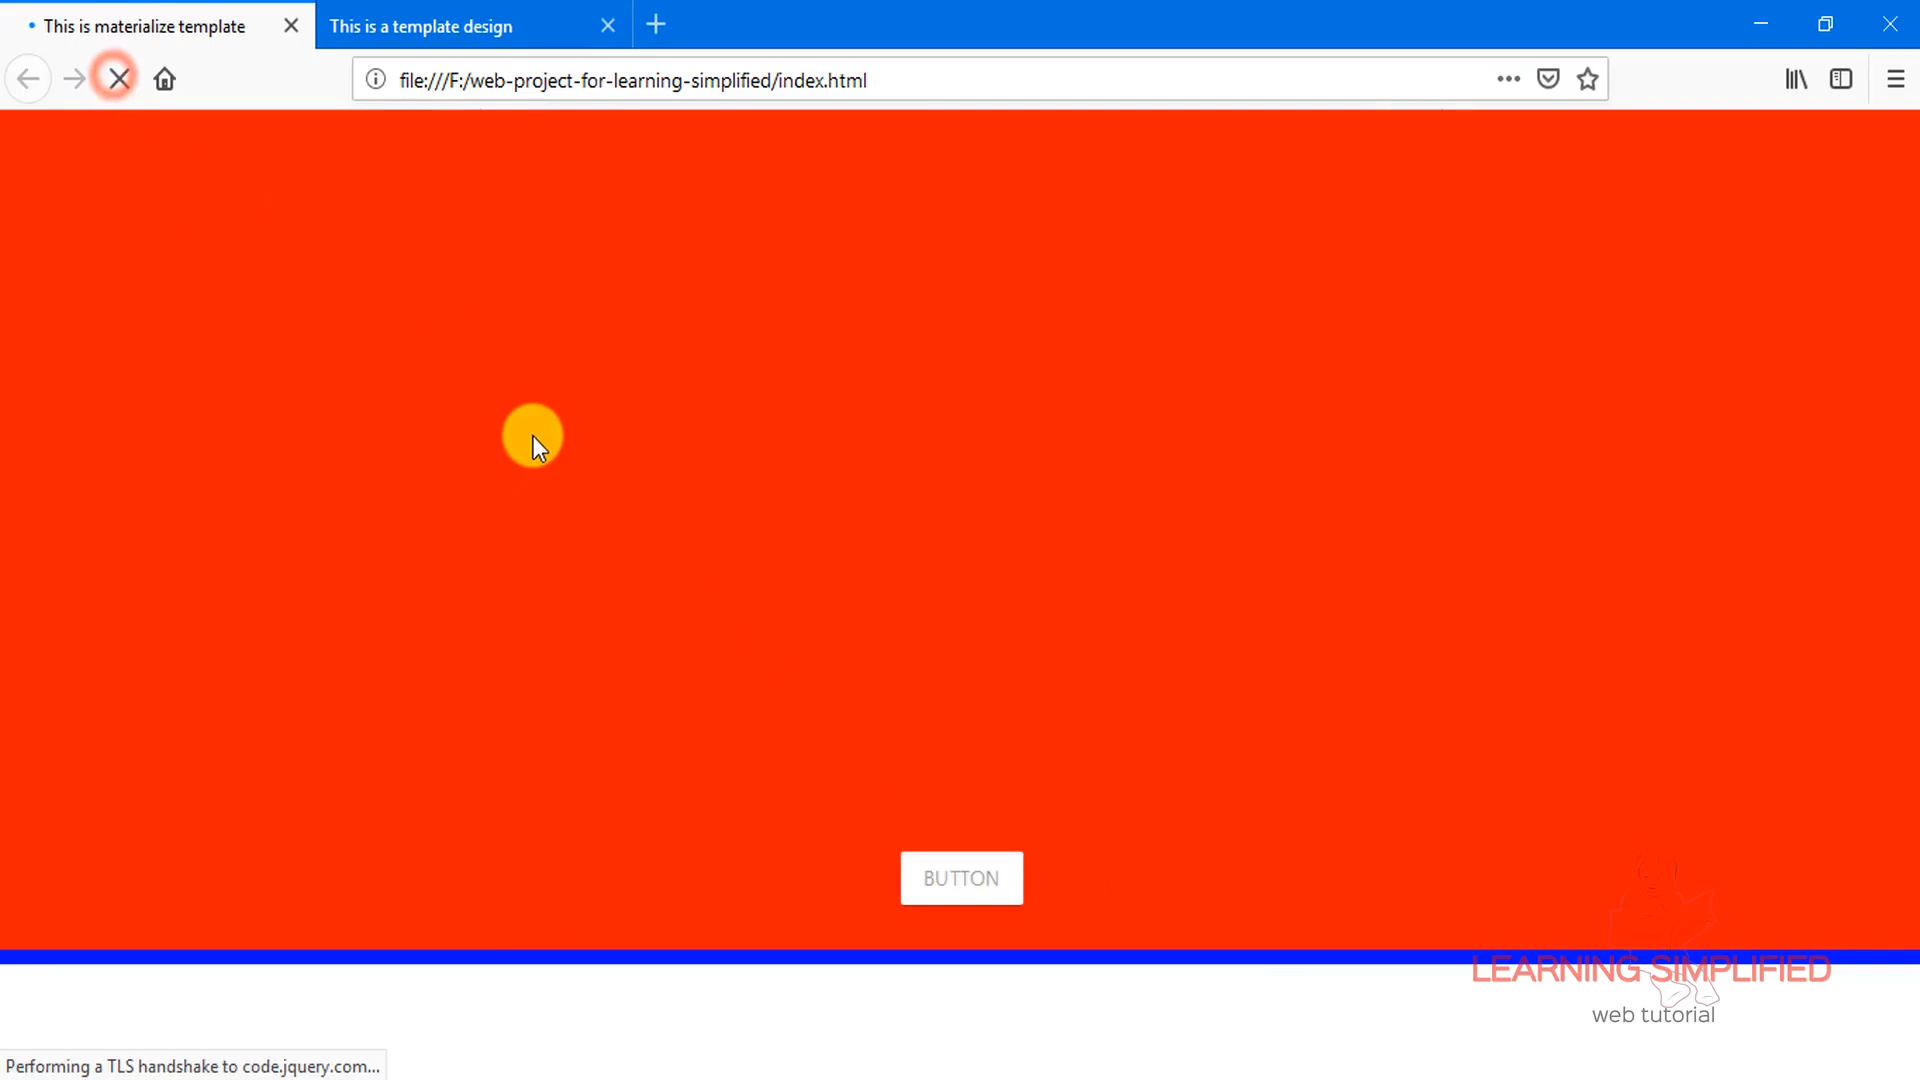 This is materialize template
This is a template design
file:///F:/web-project-for-learning-simplified/index.html
BUTTON
LEARNING SIMPLIFIED
web tutorial
Performing a TLS handshake to code.jquery.com...